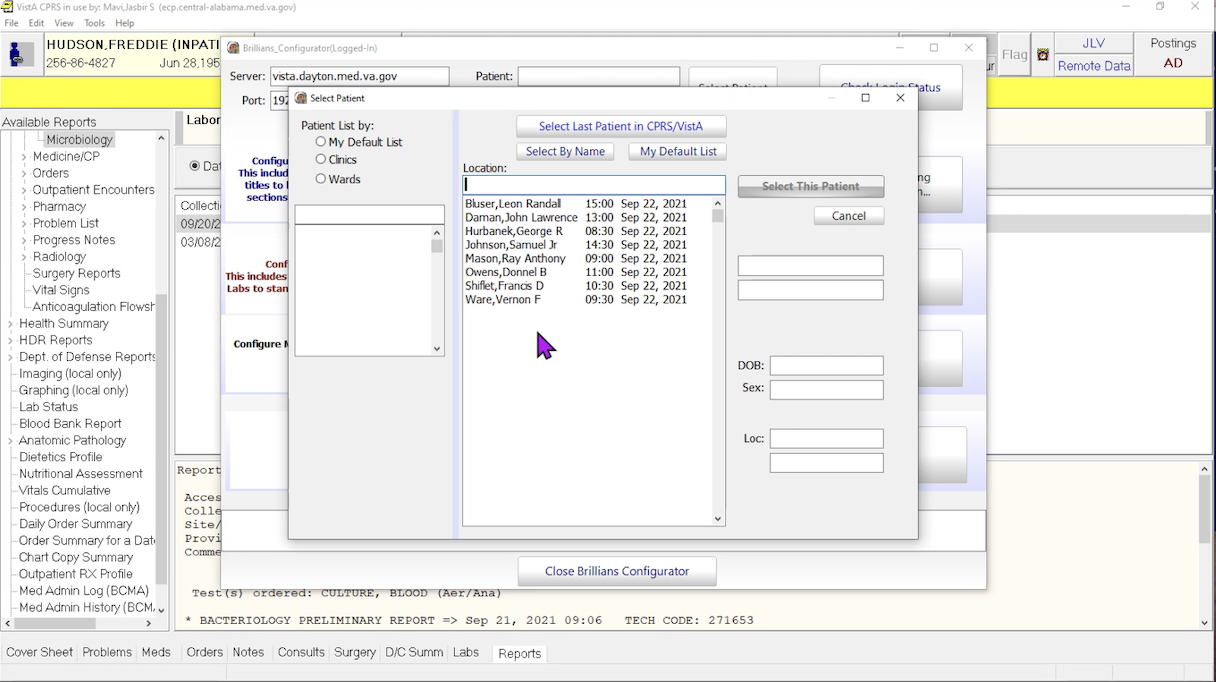 VistA CPRS in use by: Mavi,Jasbir S (ecp.central-alabama.med.va.gov)
File Edit View Tools Help
HUDSON,FREDDIE (INPATI
256-86-4827 Jun 28,195
Flag
JLV
Remote Data
Postings
AD
Available Reports
Microbiology
Medicine/CP
Orders
Outpatient Encounters
Pharmacy
Problem List
Progress Notes
Radiology
Surgery Reports
Vital Signs
Anticoagulation Flowsh
Health Summary
HDR Reports
Dept. of Defense Reports
Imaging (local only)
Graphing (local only)
Lab Status
Blood Bank Report
Anatomic Pathology
Dietetics Profile
Nutritional Assessment
Vitals Cumulative
Procedures (local only)
Daily Order Summary
Order Summary for a Date
Chart Copy Summary
Outpatient RX Profile
Med Admin Log (BCMA)
Med Admin History (BCMA
Labor
Dat
Collecti
09/20/2
03/08/2
Brillians_Configurator(Logged-In)
Server: vista.dayton.med.va.gov Patient:
Port: 192
Check Login Status
Configu
This includ
titles to l
sections
Conf
This includes
Labs to stan
Configure M
Select Patient
Patient List by:
My Default List
Clinics
Wards
Select Last Patient in CPRS/VistA
Select By Name My Default List
Location:
Bluser,Leon Randall 15:00 Sep 22, 2021
Daman,John Lawrence 13:00 Sep 22, 2021
Hurbanek,George R 08:30 Sep 22, 2021
Johnson,Samuel Jr 14:30 Sep 22, 2021
Mason,Ray Anthony 09:00 Sep 22, 2021
Owens,Donnel B 11:00 Sep 22, 2021
Shiflet,Francis D 10:30 Sep 22, 2021
Ware,Vernon F 09:30 Sep 22, 2021
Select This Patient
Cancel
DOB:
Sex:
Loc:
ng
n...
Close Brillians Configurator
Report
Acces
Colle
Site/
Provi
Comme
Test(s) ordered: CULTURE, BLOOD (Aer/Ana)
* BACTERIOLOGY PRELIMINARY REPORT => Sep 21, 2021 09:06 TECH CODE: 271653
Cover Sheet Problems Meds Orders Notes Consults Surgery D/C Summ Labs Reports